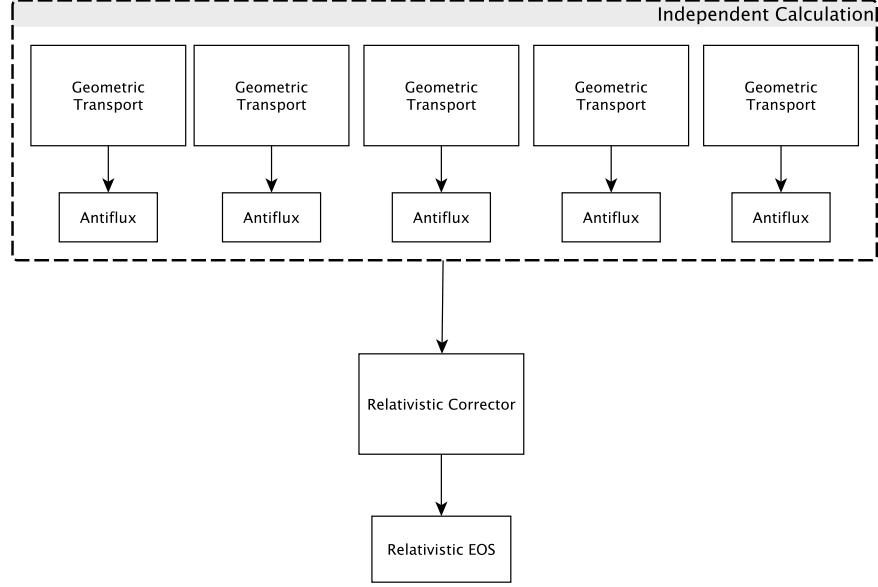 Independent Calculation
Geometric
Transport
Geometric
Transport
Geometric
Transport
Geometric
Transport
Geometric
Transport
Antiflux
Antiflux
Antiflux
Antiflux
Antiflux
Relativistic Corrector
Relativistic EOS